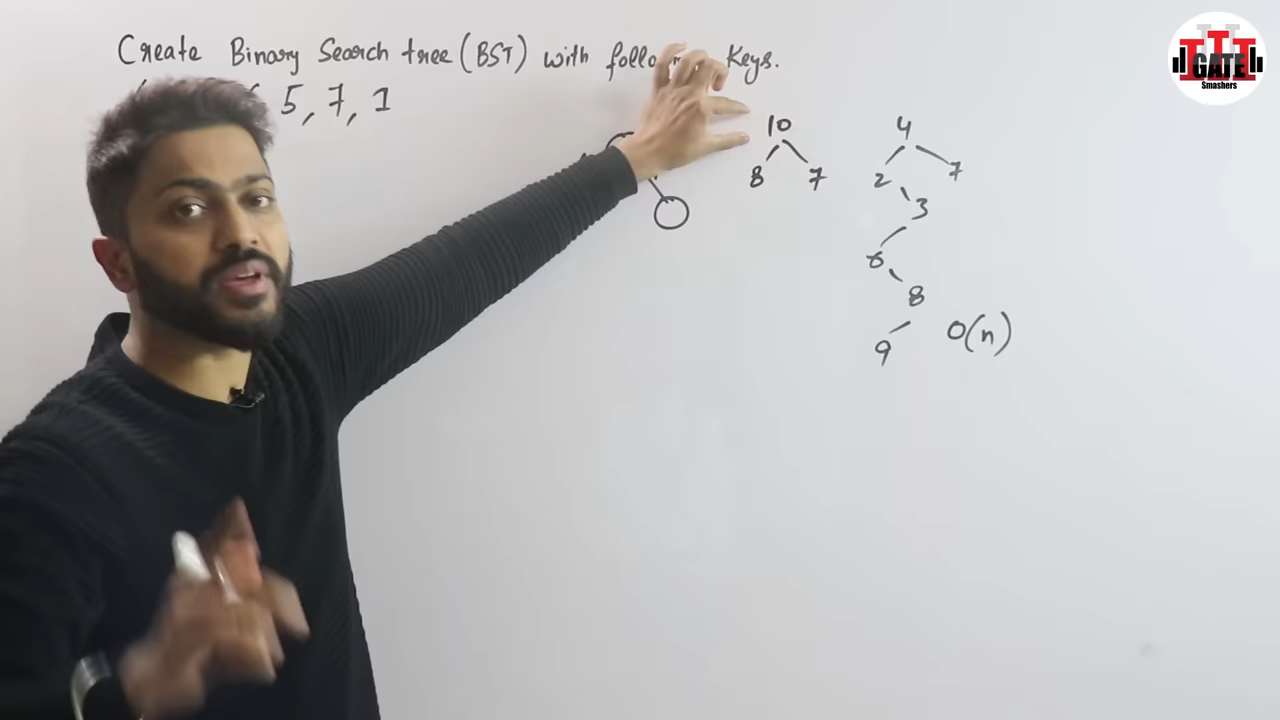 Create Binary Search tree (BST) with Keys.
5, 7, 1
10
8 7
4
2 7
3
6
8
9 O(n)
GATE
Smashers